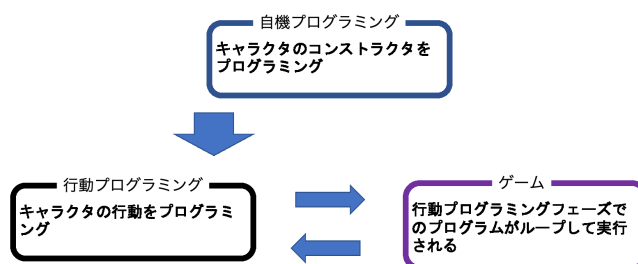 自機プログラミング
キャラクタのコンストラクタを
プログラミング
行動プログラミング
キャラクタの行動をプログラミ
ング
ゲーム
行動プログラミングフェーズで
のプログラムがループして実行
される